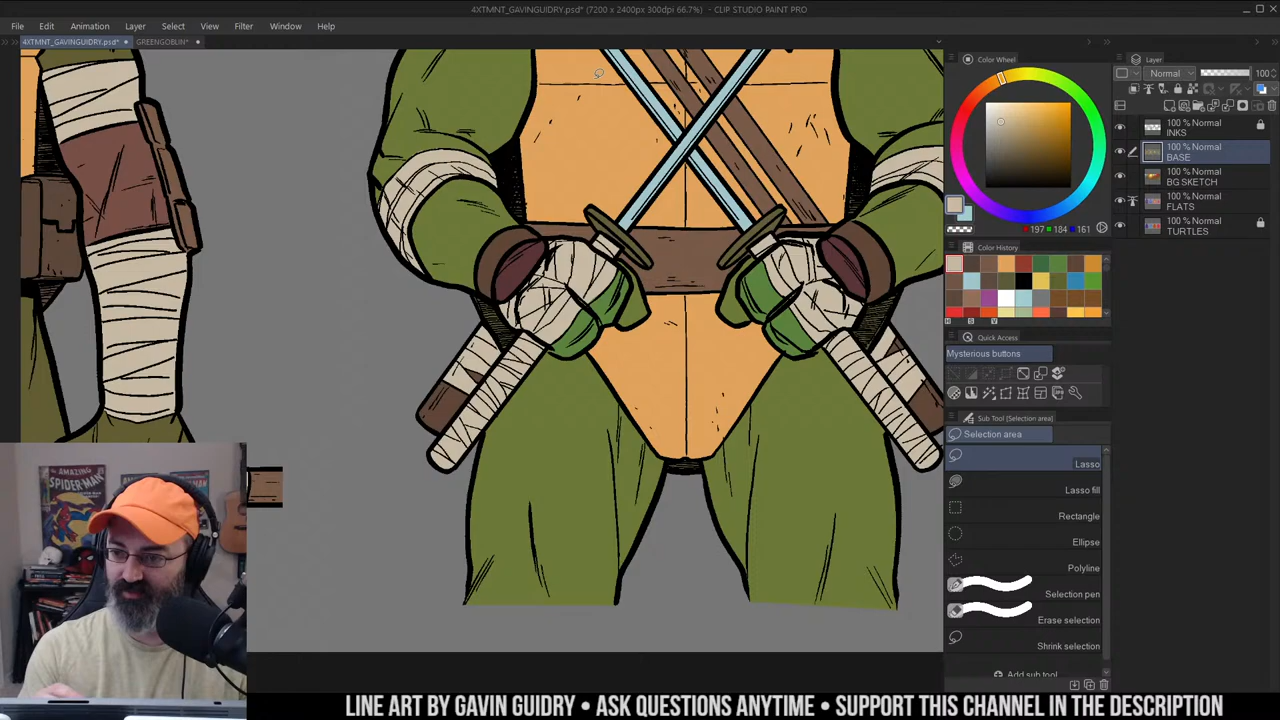 4XTMNT_GAVINGUIDRY.psd* (7200 x 2400px 300dpi 66.7%) - CLIP STUDIO PAINT PRO
File Edit Animation Layer Select View Filter Window Help
4XTMNT_GAVINGUIDRY.psd* GREENGOBLIN*
Color Wheel
197 184 161
Color History
H S V
Quick Access
Mysterious buttons
Sub Tool [Selection area]
Selection area
Lasso
Lasso fill
Rectangle
Ellipse
Polyline
Selection pen
Erase selection
Shrink selection
Add sub tool
Layer
Normal 100
100 % Normal
INKS
100 % Normal
BASE
100 % Normal
BG SKETCH
100 % Normal
FLATS
100 % Normal
TURTLES
AMAZING
SPIDER-MAN
LINE ART BY GAVIN GUIDRY • ASK QUESTIONS ANYTIME • SUPPORT THIS CHANNEL IN THE DESCRIPTION